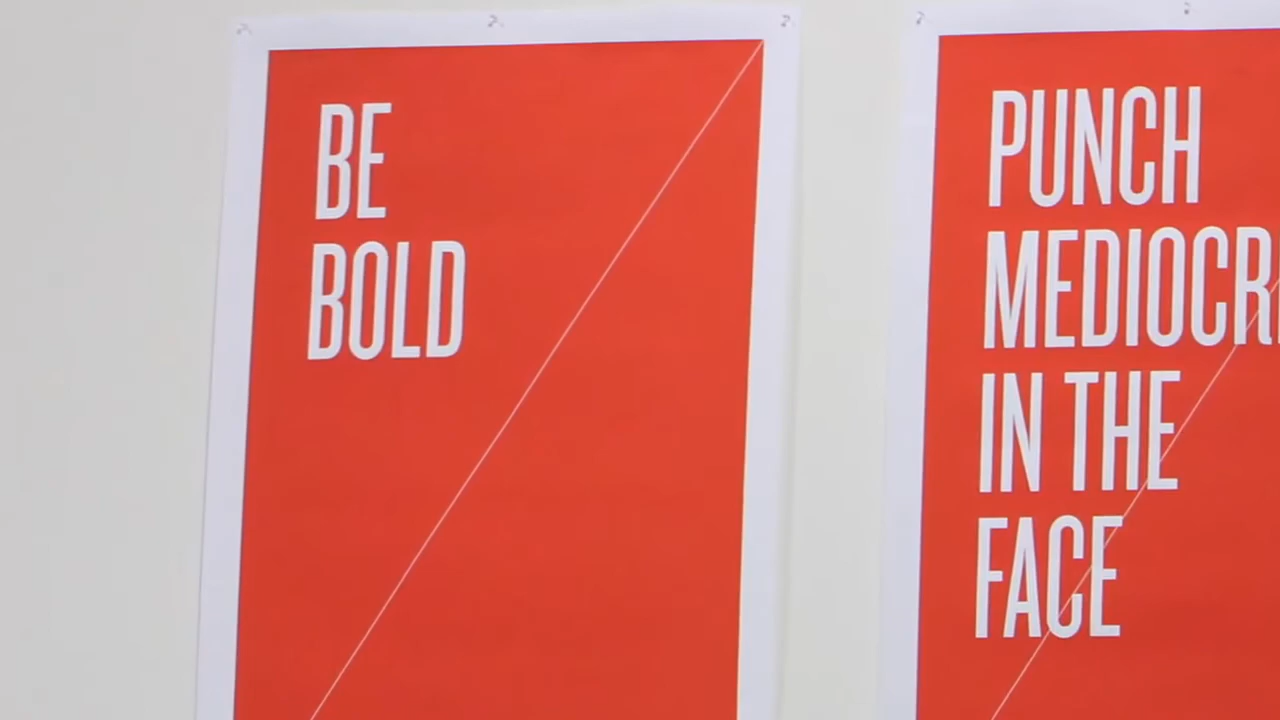 BE
BOLD
PUNCH
MEDIOCR
IN THE
FACE